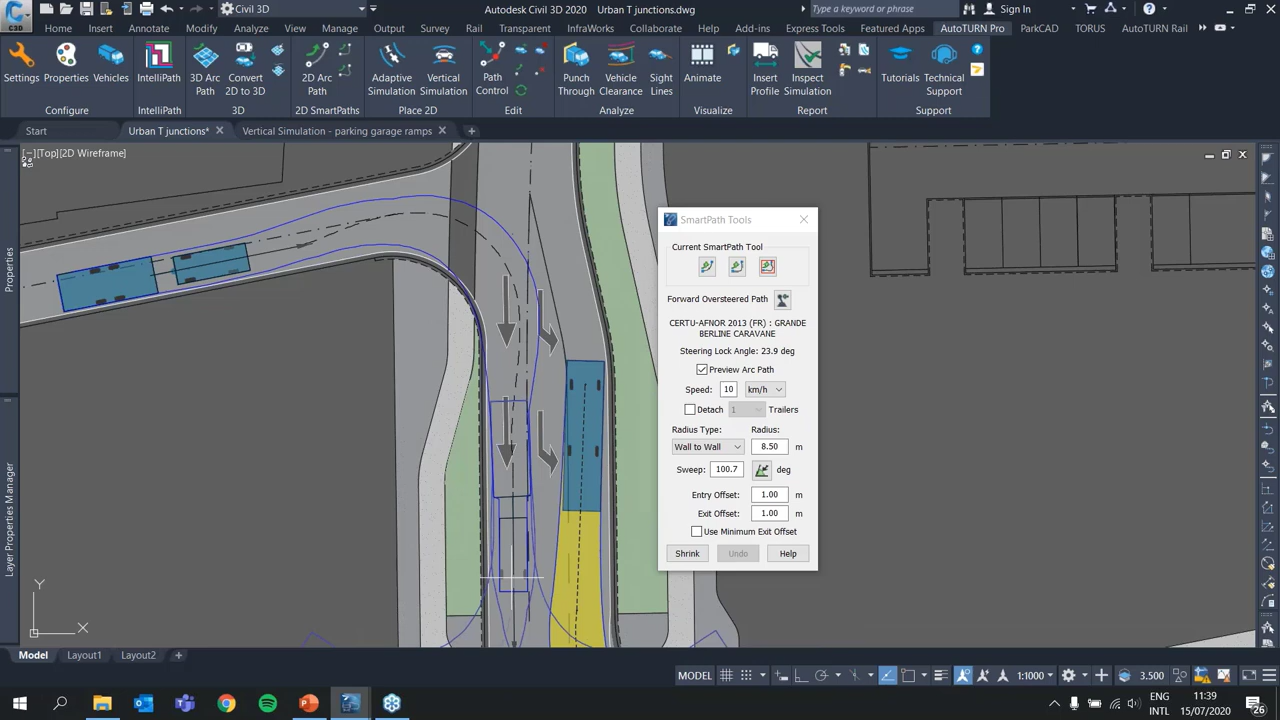 Civil 3D
Autodesk Civil 3D 2020 Urban T junctions.dwg
Type a keyword or phrase
Sign In
C3D
Home Insert Annotate Modify Analyze View Manage Output Survey Rail Transparent InfraWorks Collaborate Help Add-ins Express Tools Featured Apps AutoTURN Pro ParkCAD TORUS AutoTURN Rail
Settings Properties Vehicles IntelliPath 3D Arc Path Convert 2D to 3D 2D Arc Path Adaptive Simulation Vertical Simulation Path Control Punch Through Vehicle Clearance Sight Lines Animate Insert Profile Inspect Simulation Tutorials Technical Support
Configure IntelliPath 3D 2D SmartPaths Place 2D Edit Analyze Visualize Report Support
Start Urban T junctions* Vertical Simulation - parking garage ramps
[−][Top][2D Wireframe]
Properties
Layer Properties Manager
SmartPath Tools
Current SmartPath Tool
Forward Oversteered Path
CERTU-AFNOR 2013 (FR) : GRANDE
BERLINE CARAVANE
Steering Lock Angle: 23.9 deg
Preview Arc Path
Speed: 10 km/h
Detach 1 Trailers
Radius Type: Radius:
Wall to Wall 8.50 m
Sweep: 100.7 deg
Entry Offset: 1.00 m
Exit Offset: 1.00 m
Use Minimum Exit Offset
Shrink Undo Help
Y
X
Model Layout1 Layout2
MODEL 1:1000 3.500
ENG
INTL
11:39
15/07/2020
26